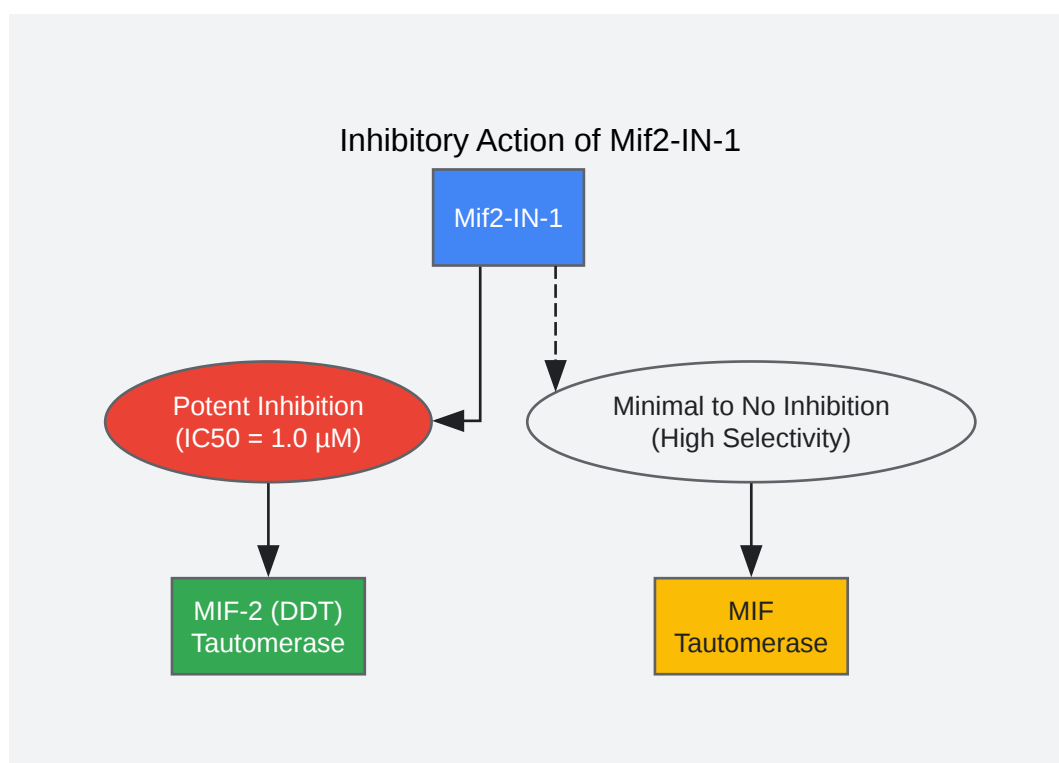 Inhibitory Action of Mif2-IN-1
Mif2-IN-1
Potent Inhibition
(IC50 = 1.0 µM)
Minimal to No Inhibition
(High Selectivity)
MIF-2 (DDT)
Tautomerase
MIF
Tautomerase